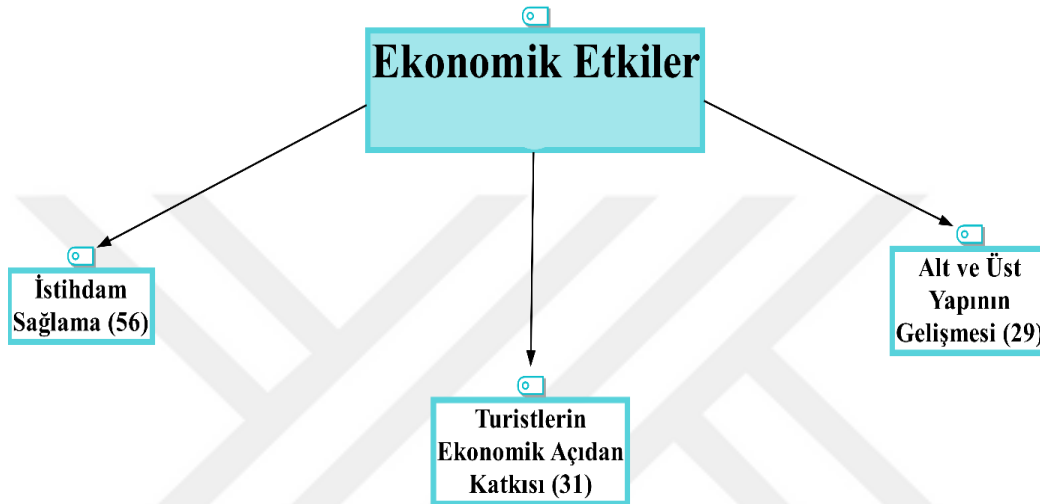 Ekonomik Etkiler
İstihdam
Sağlama (56)
Turistlerin
Ekonomik Açıdan
Katkısı (31)
Alt ve Üst
Yapının
Gelişmesi (29)